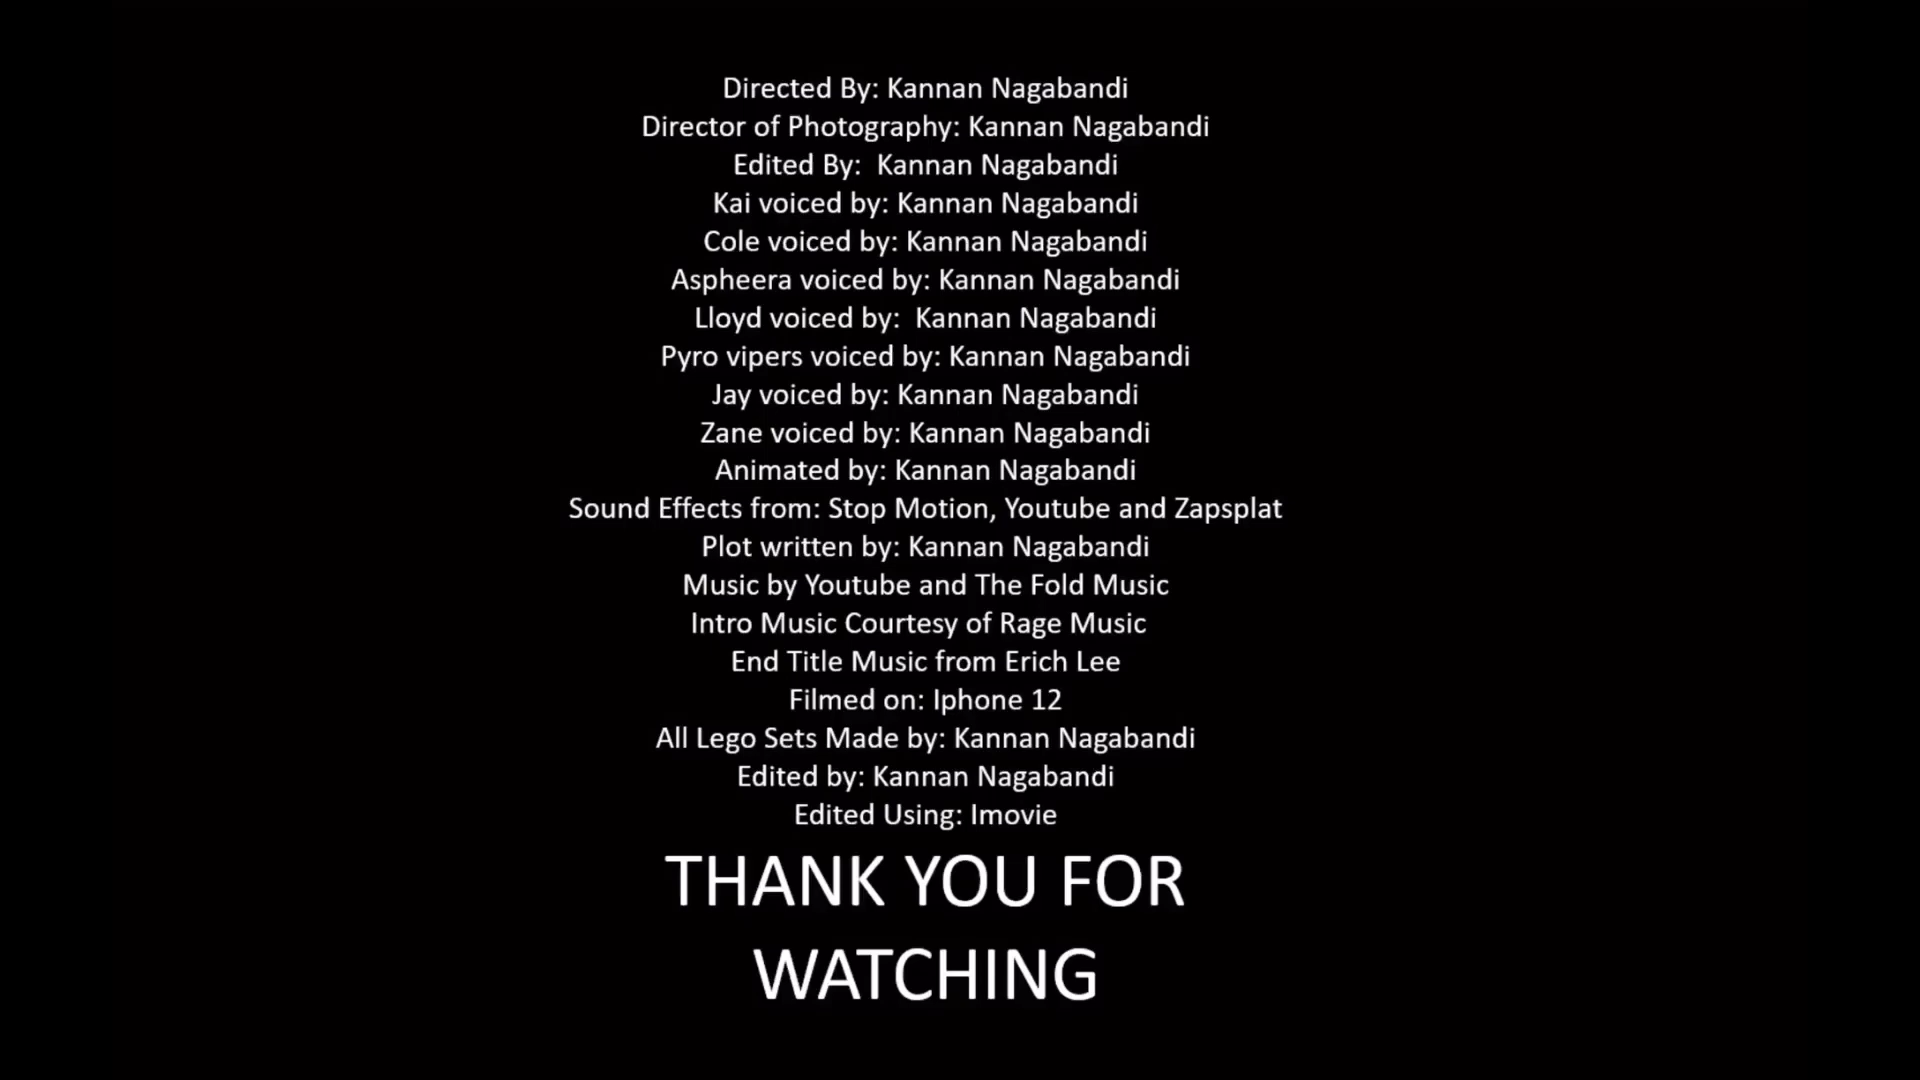 Directed By: Kannan Nagabandi
Director of Photography: Kannan Nagabandi
Edited By:  Kannan Nagabandi
Kai voiced by: Kannan Nagabandi
Cole voiced by: Kannan Nagabandi
Aspheera voiced by: Kannan Nagabandi
Lloyd voiced by:  Kannan Nagabandi
Pyro vipers voiced by: Kannan Nagabandi
Jay voiced by: Kannan Nagabandi
Zane voiced by: Kannan Nagabandi
Animated by: Kannan Nagabandi
Sound Effects from: Stop Motion, Youtube and Zapsplat
Plot written by: Kannan Nagabandi
Music by Youtube and The Fold Music
Intro Music Courtesy of Rage Music
End Title Music from Erich Lee
Filmed on: Iphone 12
All Lego Sets Made by: Kannan Nagabandi
Edited by: Kannan Nagabandi
Edited Using: Imovie
THANK YOU FOR
WATCHING